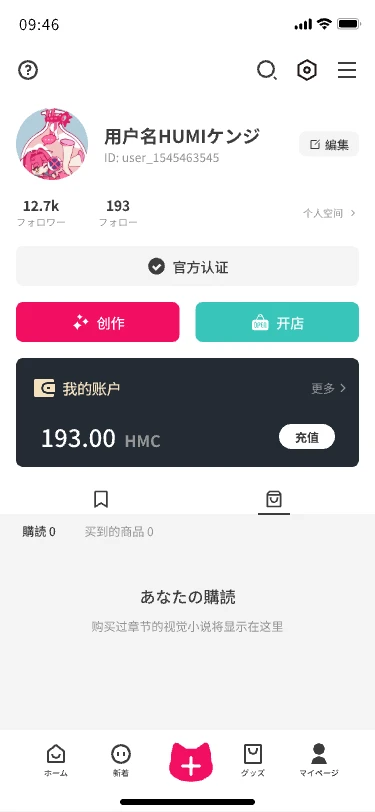 09:46
用户名HUMIケンジ
ID: user_1545463545
編集
12.7k
193
フォロワー
フォロー
个人空间
官方认证
创作
OPEN
开店
我的账户
更多
193.00 HMC
充值
購読 0
买到的商品 0
あなたの購読
购买过章节的视觉小说将显示在这里
ホーム
新着
グッズ
マイページ